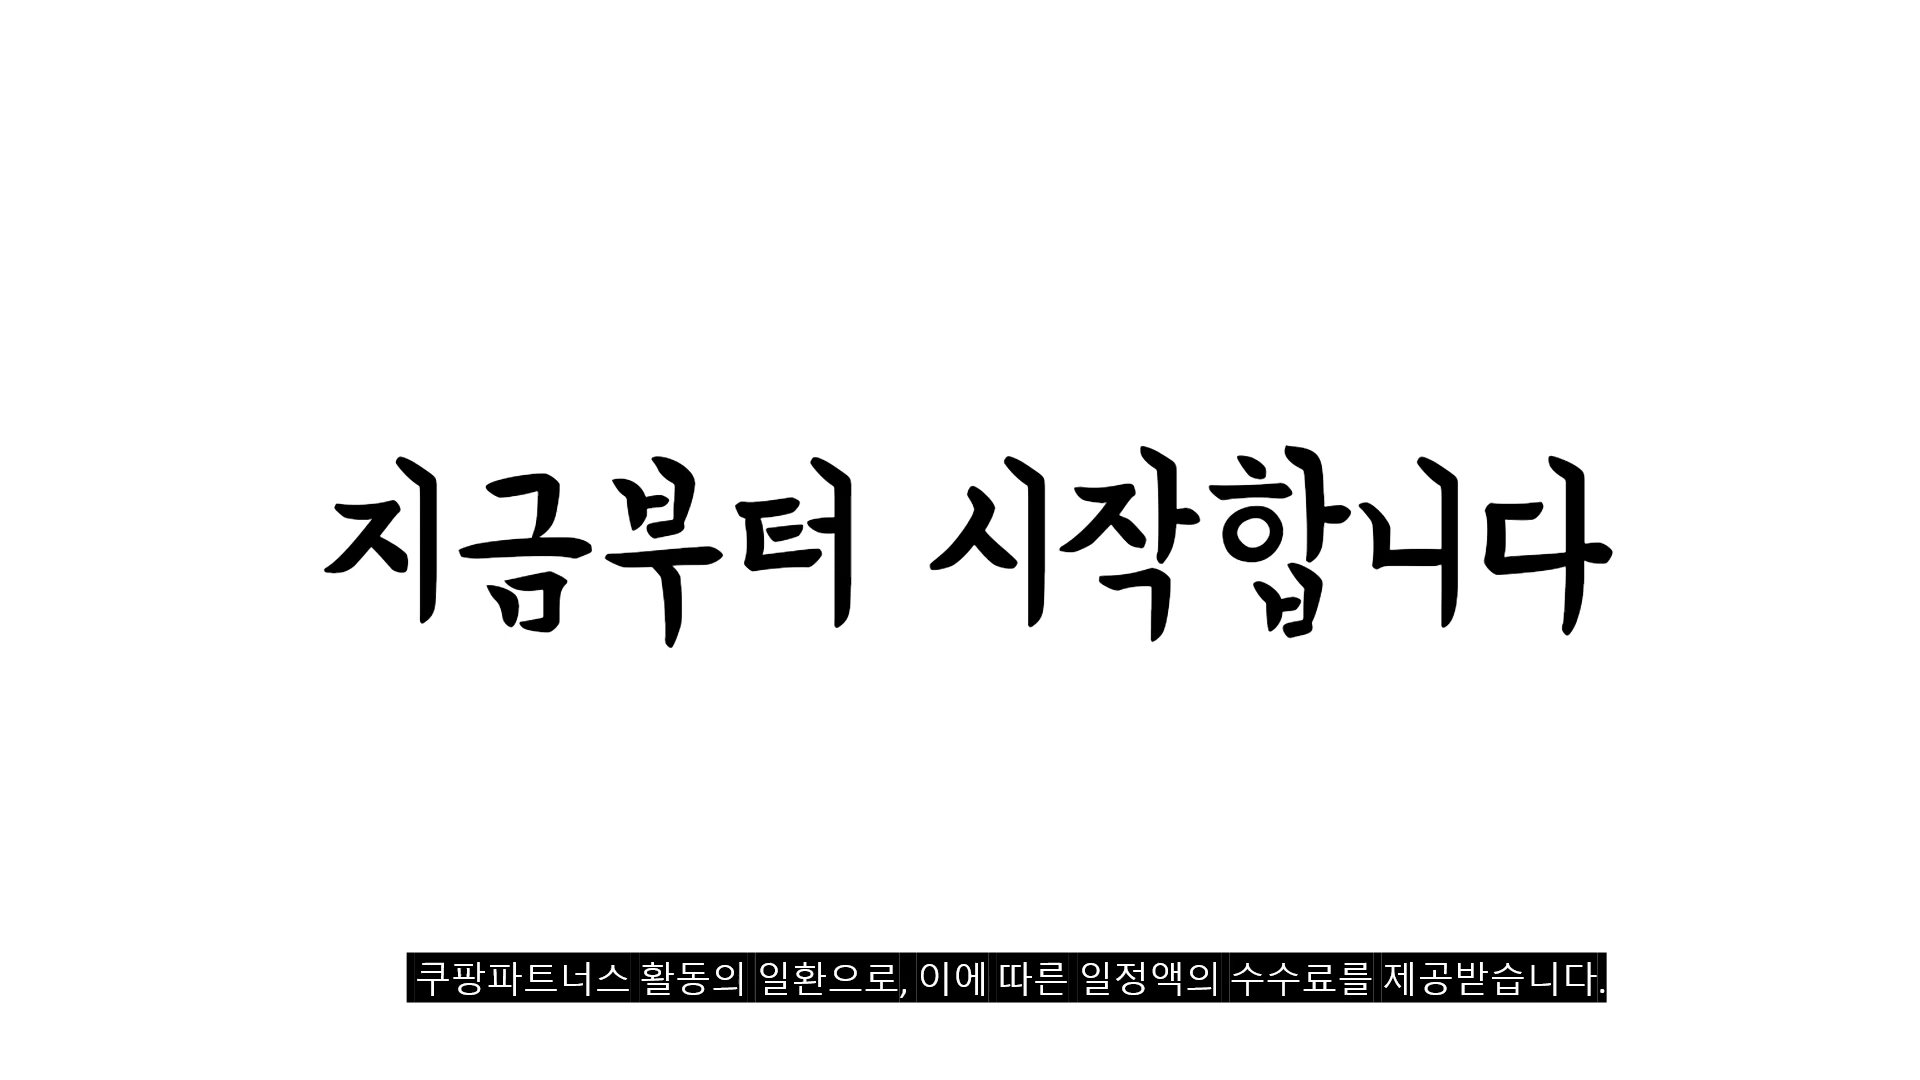 지금부터 시작합니다
쿠팡파트너스 활동의 일환으로, 이에 따른 일정액의 수수료를 제공받습니다.